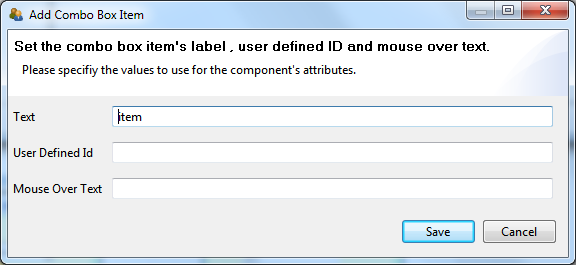 Add Combo Box Item
Set the combo box item's label , user defined ID and mouse over text.
Please specifiy the values to use for the component's attributes.
Text item
User Defined Id
Mouse Over Text
Save Cancel